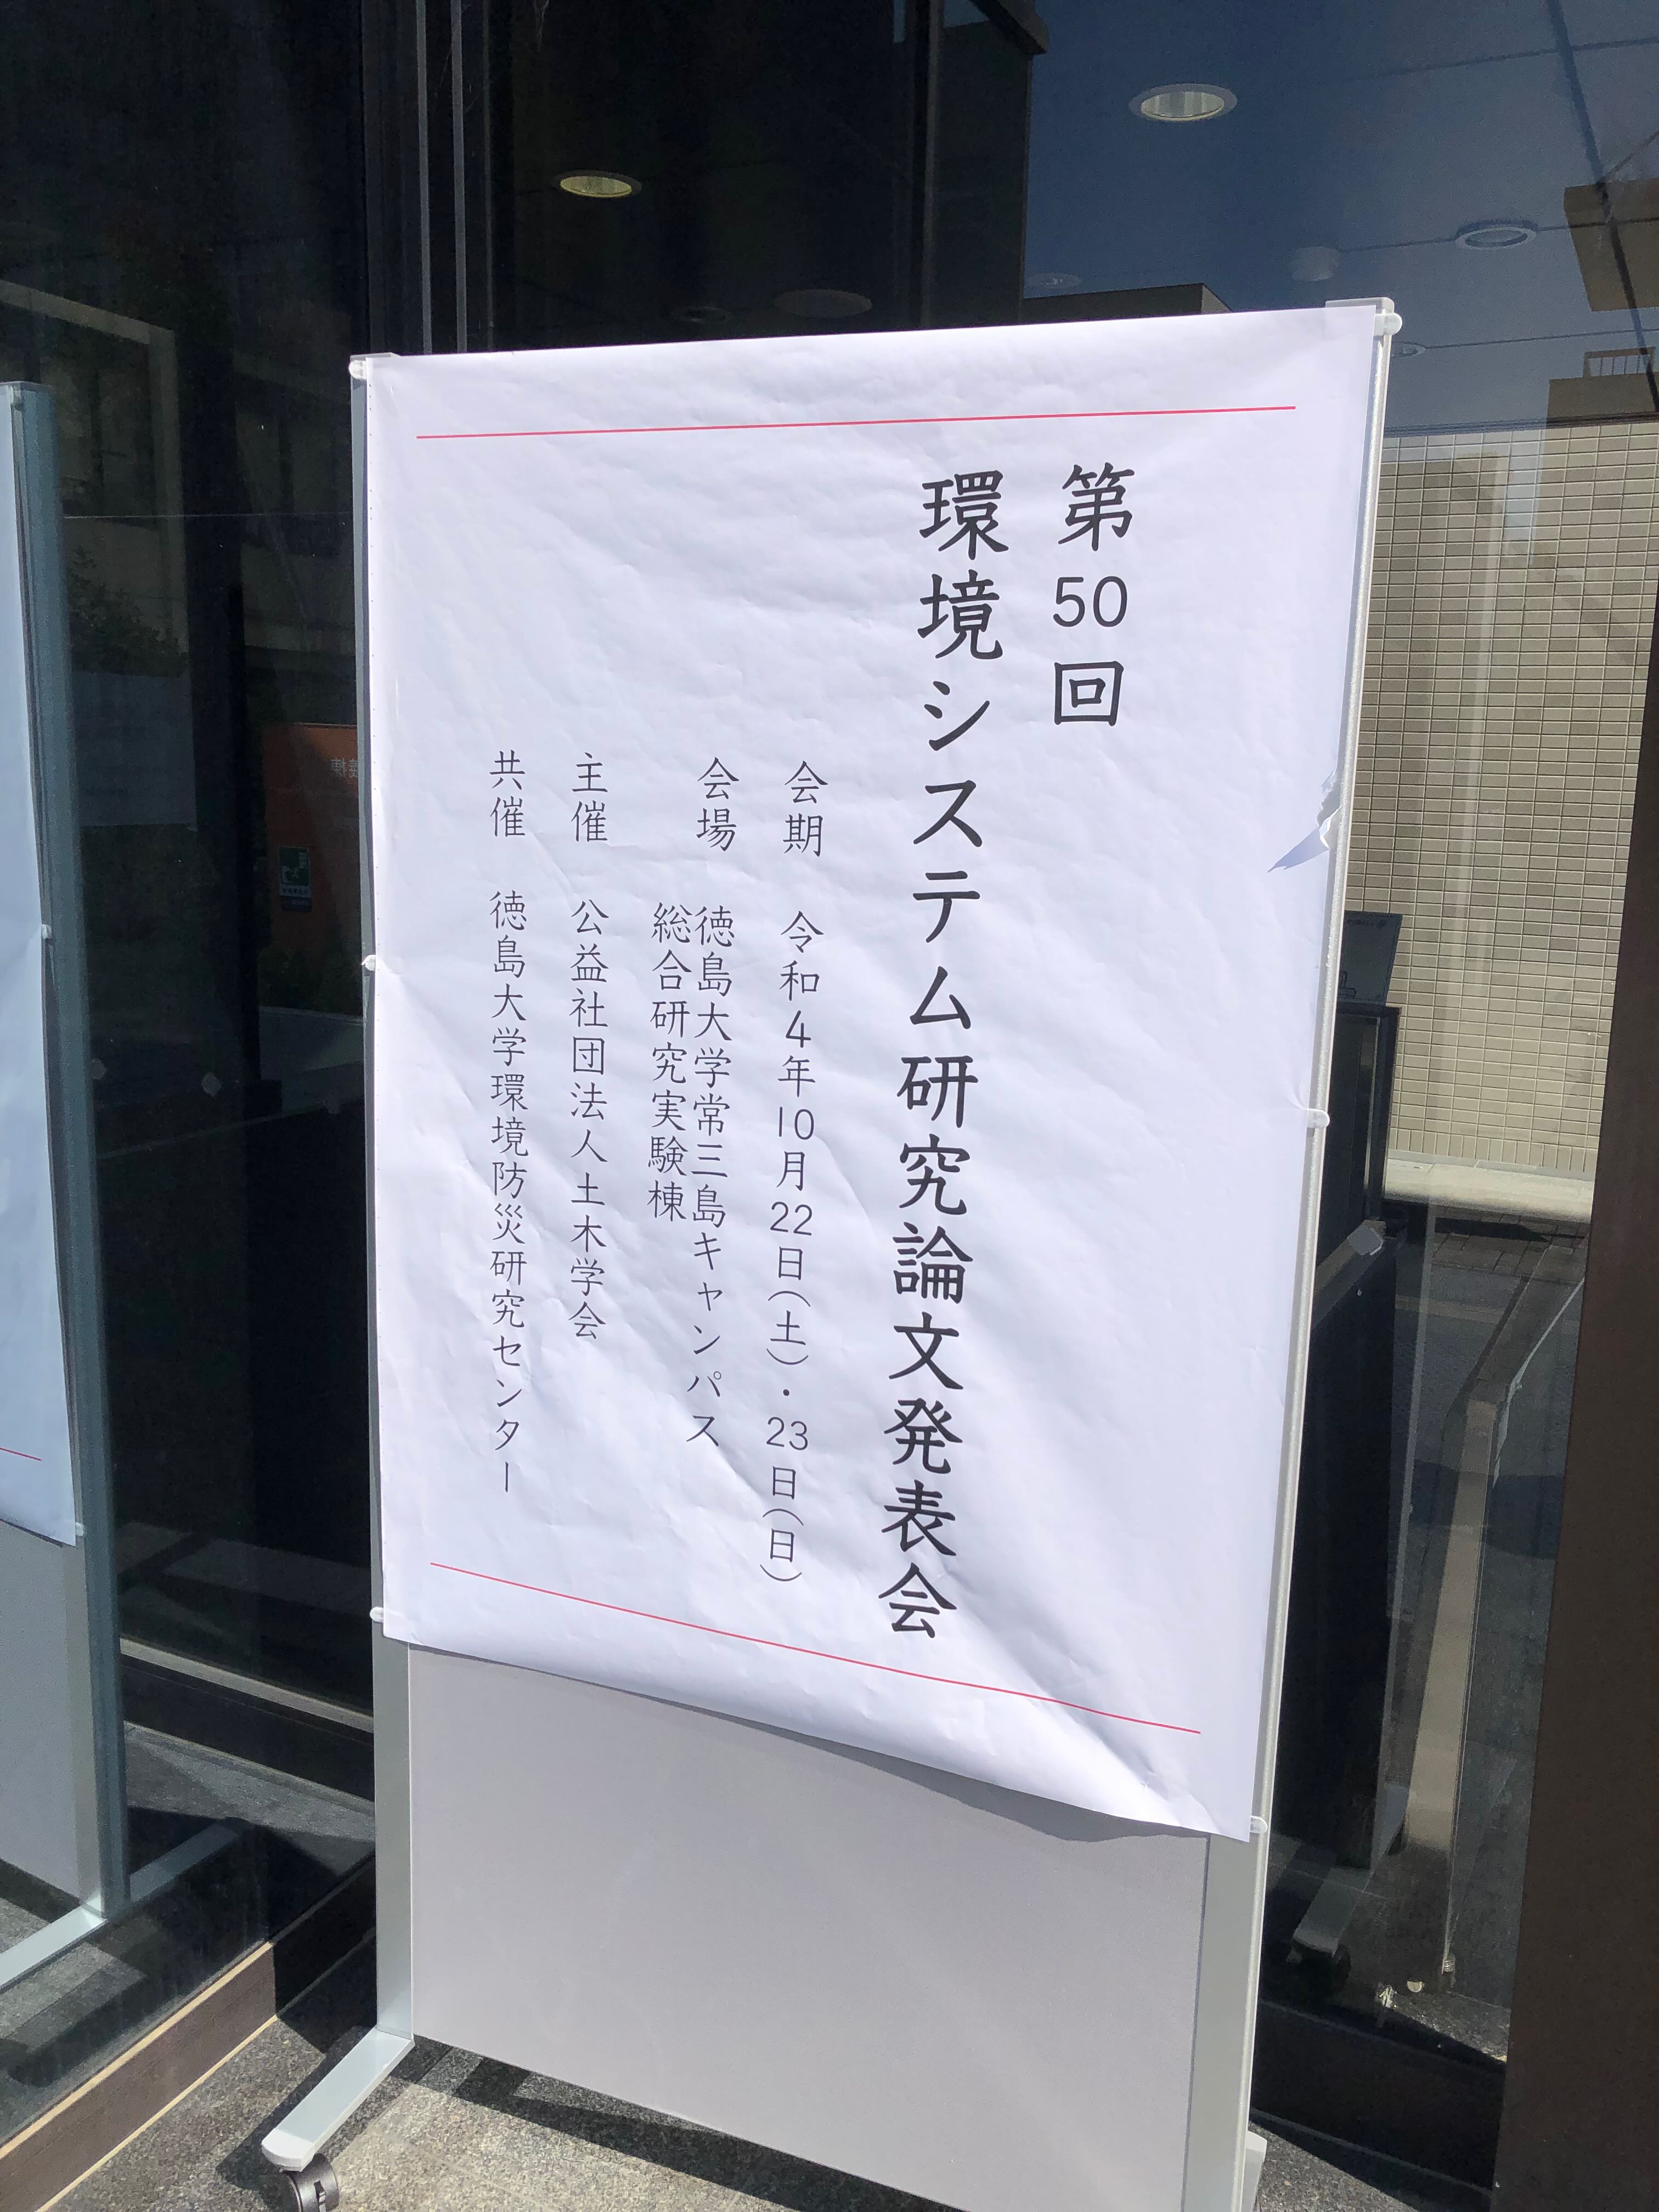 第50回
環境システム研究論文発表会
会期 令和4年10月22日(土)・23日(日)
会場 徳島大学常三島キャンパス
総合研究実験棟
主催 公益社団法人土木学会
共催 徳島大学環境防災研究センター